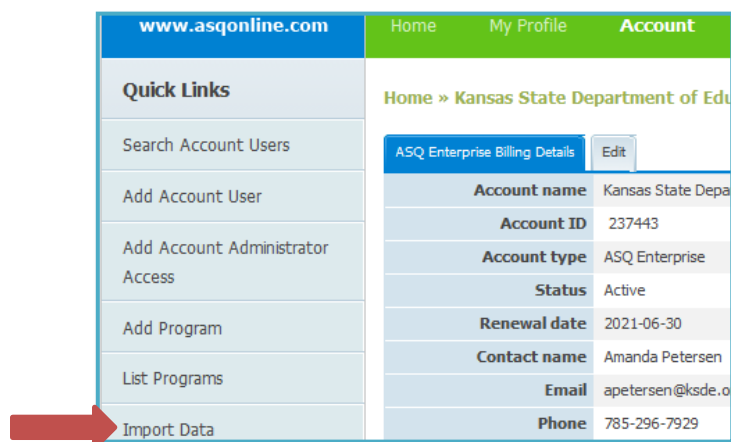 www.asqonline.com
Home My Profile Account
Quick Links
Search Account Users
Add Account User
Add Account Administrator
Access
Add Program
List Programs
Import Data
Home » Kansas State Department of Edu
ASQ Enterprise Billing Details Edit
Account name Kansas State Depa
Account ID 237443
Account type ASQ Enterprise
Status Active
Renewal date 2021-06-30
Contact name Amanda Petersen
Email apetersen@ksde.o
Phone 785-296-7929